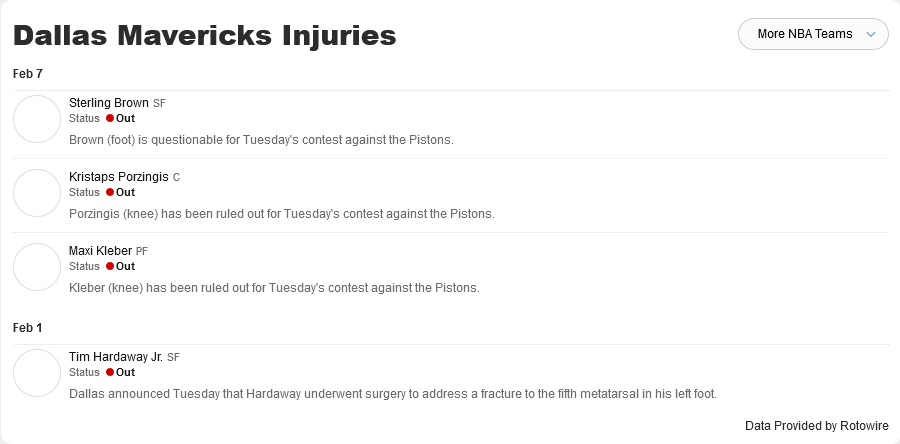 Dallas Mavericks Injuries
More NBA Teams
Feb 7
Sterling Brown SF
Status Out
Brown (foot) is questionable for Tuesday's contest against the Pistons.
Kristaps Porzingis C
Status Out
Porzingis (knee) has been ruled out for Tuesday's contest against the Pistons.
Maxi Kleber PF
Status Out
Kleber (knee) has been ruled out for Tuesday's contest against the Pistons.
Feb 1
Tim Hardaway Jr. SF
Status Out
Dallas announced Tuesday that Hardaway underwent surgery to address a fracture to the fifth metatarsal in his left foot.
Data Provided by Rotowire